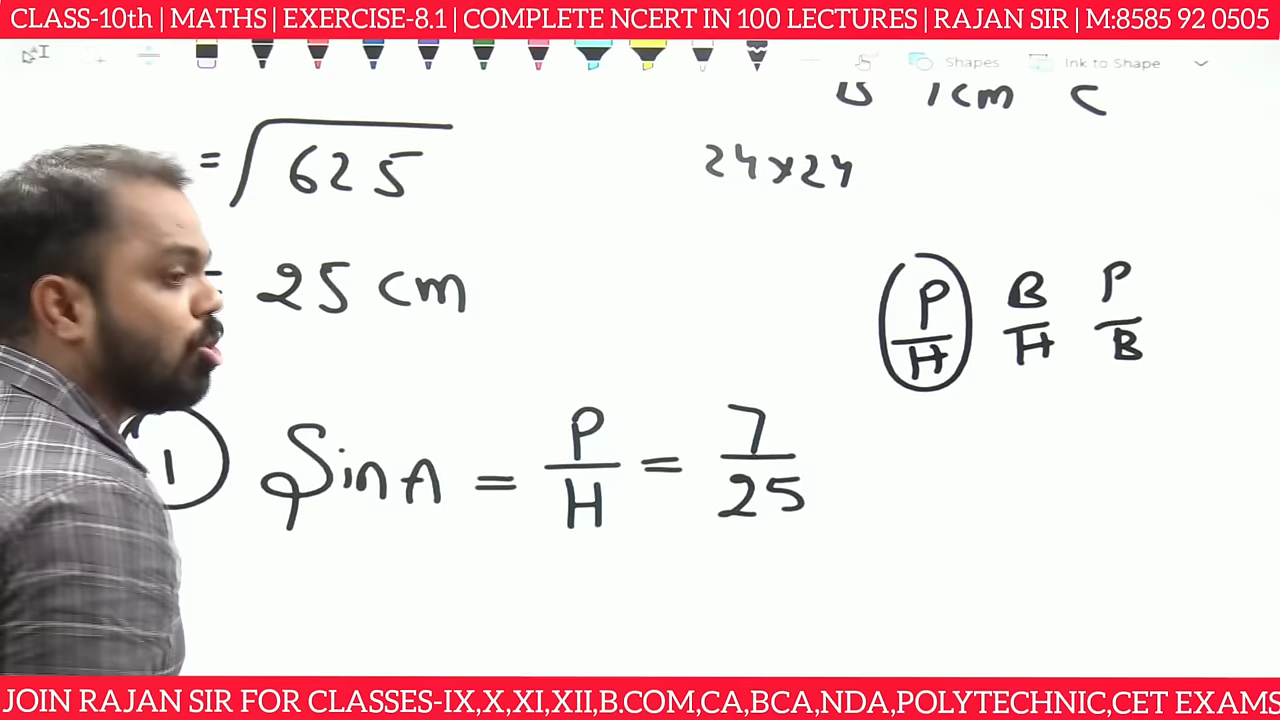 CLASS-10th | MATHS | EXERCISE-8.1 | COMPLETE NCERT IN 100 LECTURES | RAJAN SIR | M:8585 92 0505
Shapes Ink to Shape
cm C
= √625
24x24
= 25 cm
P/H B/H P/B
1 Sin A = P/H = 7/25
JOIN RAJAN SIR FOR CLASSES-IX,X,XI,XII,B.COM,CA,BCA,NDA,POLYTECHNIC,CET EXAMS